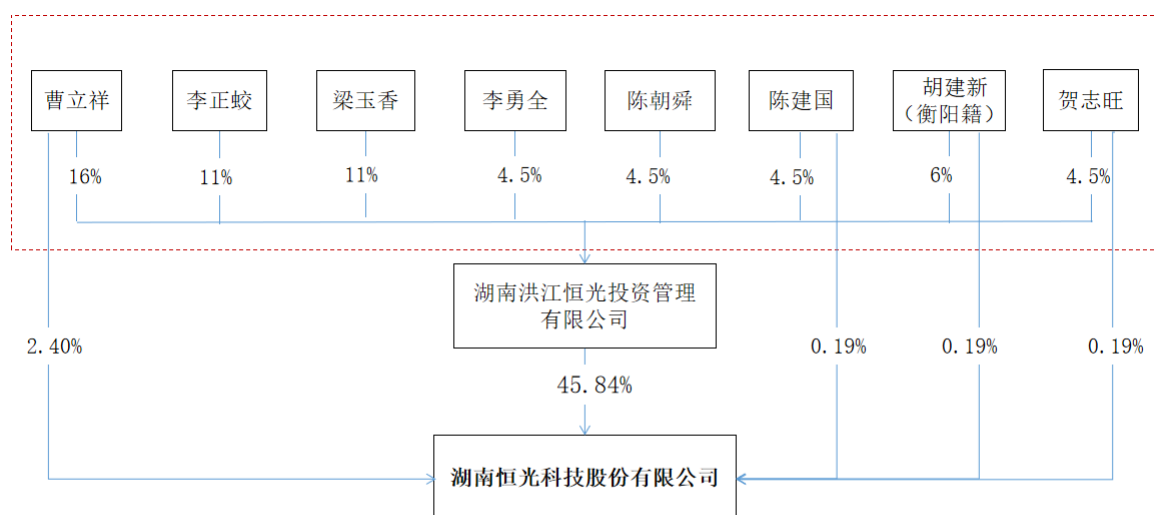 曹立祥
李正蛟
梁玉香
李勇全
陈朝舜
陈建国
胡建新
（衡阳籍）
贺志旺
16%
11%
11%
4.5%
4.5%
4.5%
6%
4.5%
湖南洪江恒光投资管理
有限公司
2.40%
0.19%
0.19%
0.19%
45.84%
湖南恒光科技股份有限公司